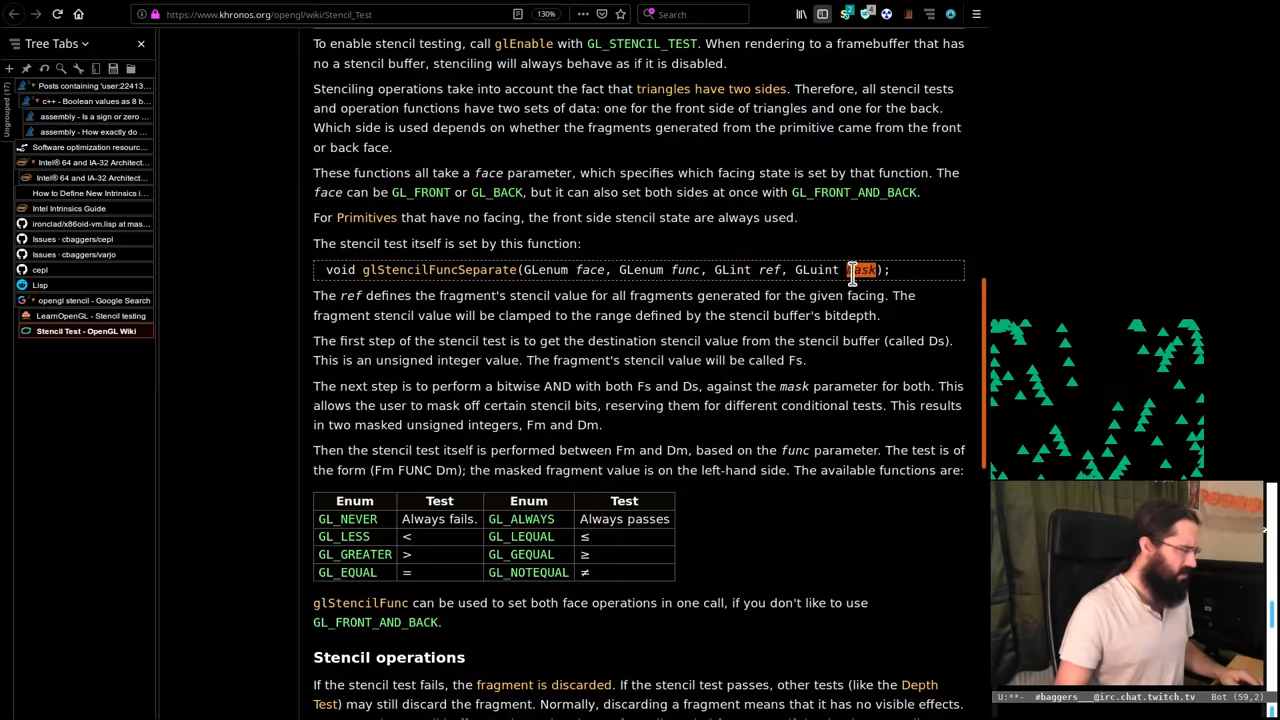 https://www.khronos.org/opengl/wiki/Stencil_Test
130%
Search
Tree Tabs
Ungrouped (17)
Posts containing 'user:22413...
c++ - Boolean values as 8 b...
assembly - Is a sign or zero ...
assembly - How exactly do ...
Software optimization resourc...
Intel® 64 and IA-32 Architect...
Intel® 64 and IA-32 Architect...
How to Define New Intrinsics i...
Intel Intrinsics Guide
ironclad/x86oid-vm.lisp at mas...
Issues · cbaggers/cepl
Issues · cbaggers/varjo
cepl
Lisp
opengl stencil - Google Search
LearnOpenGL - Stencil testing
Stencil Test - OpenGL Wiki
To enable stencil testing, call glEnable with GL_STENCIL_TEST. When rendering to a framebuffer that has
no a stencil buffer, stenciling will always behave as if it is disabled.
Stenciling operations take into account the fact that triangles have two sides. Therefore, all stencil tests
and operation functions have two sets of data: one for the front side of triangles and one for the back.
Which side is used depends on whether the fragments generated from the primitive came from the front
or back face.
These functions all take a face parameter, which specifies which facing state is set by that function. The
face can be GL_FRONT or GL_BACK, but it can also set both sides at once with GL_FRONT_AND_BACK.
For Primitives that have no facing, the front side stencil state are always used.
The stencil test itself is set by this function:
void glStencilFuncSeparate(GLenum face, GLenum func, GLint ref, GLuint mask);
The ref defines the fragment's stencil value for all fragments generated for the given facing. The
fragment stencil value will be clamped to the range defined by the stencil buffer's bitdepth.
The first step of the stencil test is to get the destination stencil value from the stencil buffer (called Ds).
This is an unsigned integer value. The fragment's stencil value will be called Fs.
The next step is to perform a bitwise AND with both Fs and Ds, against the mask parameter for both. This
allows the user to mask off certain stencil bits, reserving them for different conditional tests. This results
in two masked unsigned integers, Fm and Dm.
Then the stencil test itself is performed between Fm and Dm, based on the func parameter. The test is of
the form (Fm FUNC Dm); the masked fragment value is on the left-hand side. The available functions are:
Enum Test Enum Test
GL_NEVER Always fails. GL_ALWAYS Always passes
GL_LESS < GL_LEQUAL ≤
GL_GREATER > GL_GEQUAL ≥
GL_EQUAL = GL_NOTEQUAL ≠
glStencilFunc can be used to set both face operations in one call, if you don't like to use
GL_FRONT_AND_BACK.
Stencil operations
If the stencil test fails, the fragment is discarded. If the stencil test passes, other tests (like the Depth
Test) may still discard the fragment. Normally, discarding a fragment means that it has no visible effects.
U:**- #baggers___@irc.chat.twitch.tv Bot (59,2)